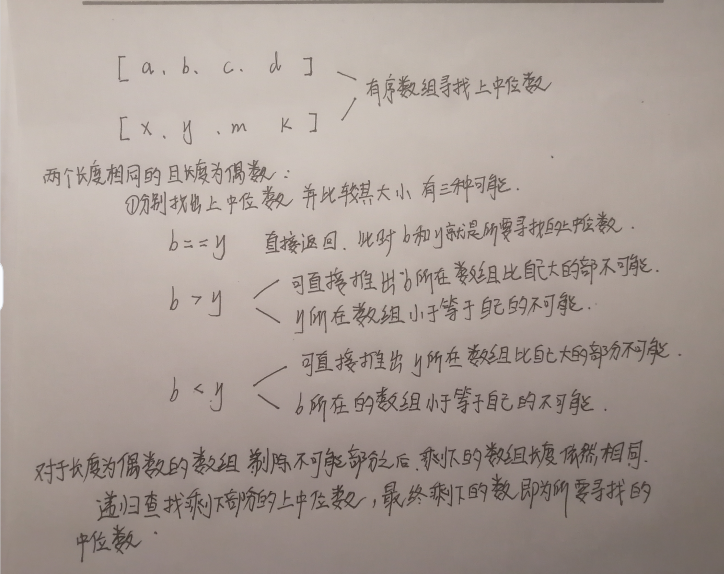 [ a、b、c、d ]
有序数组寻找上中位数
[ x、y、m k ]
两个长度相同的且长度为偶数：
①分别找出上中位数 并比较其大小 有三种可能.
b==y 直接返回、此时b和y就是所要寻找的上中位数.
b>y 可直接推出b所在数组比自己大的部不可能.
y所在数组小于等于自己的不可能.
b<y 可直接推出y所在数组比自己大的部分不可能.
b所在的数组小于等于自己的不可能.
对于长度为偶数的数组 剔除不可能部分之后、剩下的数组长度依然相同.
递归查找剩下部分的上中位数，最终剩下的数即为所要寻找的
中位数.